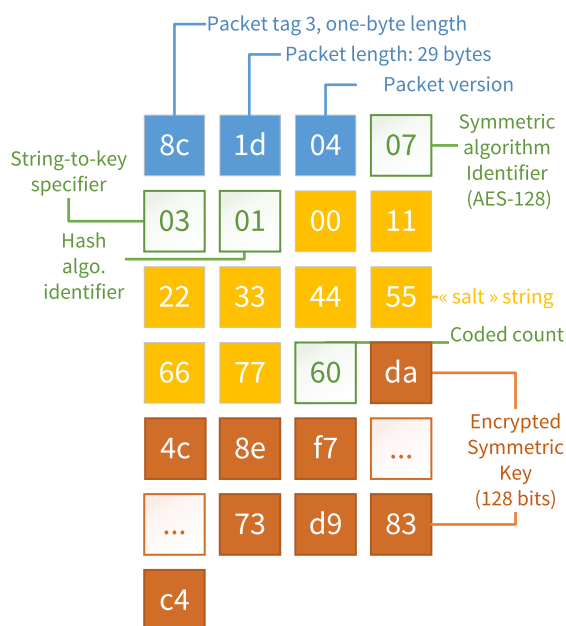 Packet tag 3, one-byte length
Packet length: 29 bytes
Packet version
8c 1d 04 07
Symmetric
algorithm
Identifier
(AES-128)
String-to-key
specifier
03 01 00 11
Hash
algo.
identifier
22 33 44 55
« salt » string
Coded count
66 77 60 da
4c 8e f7 ...
Encrypted
Symmetric
Key
(128 bits)
... 73 d9 83
c4